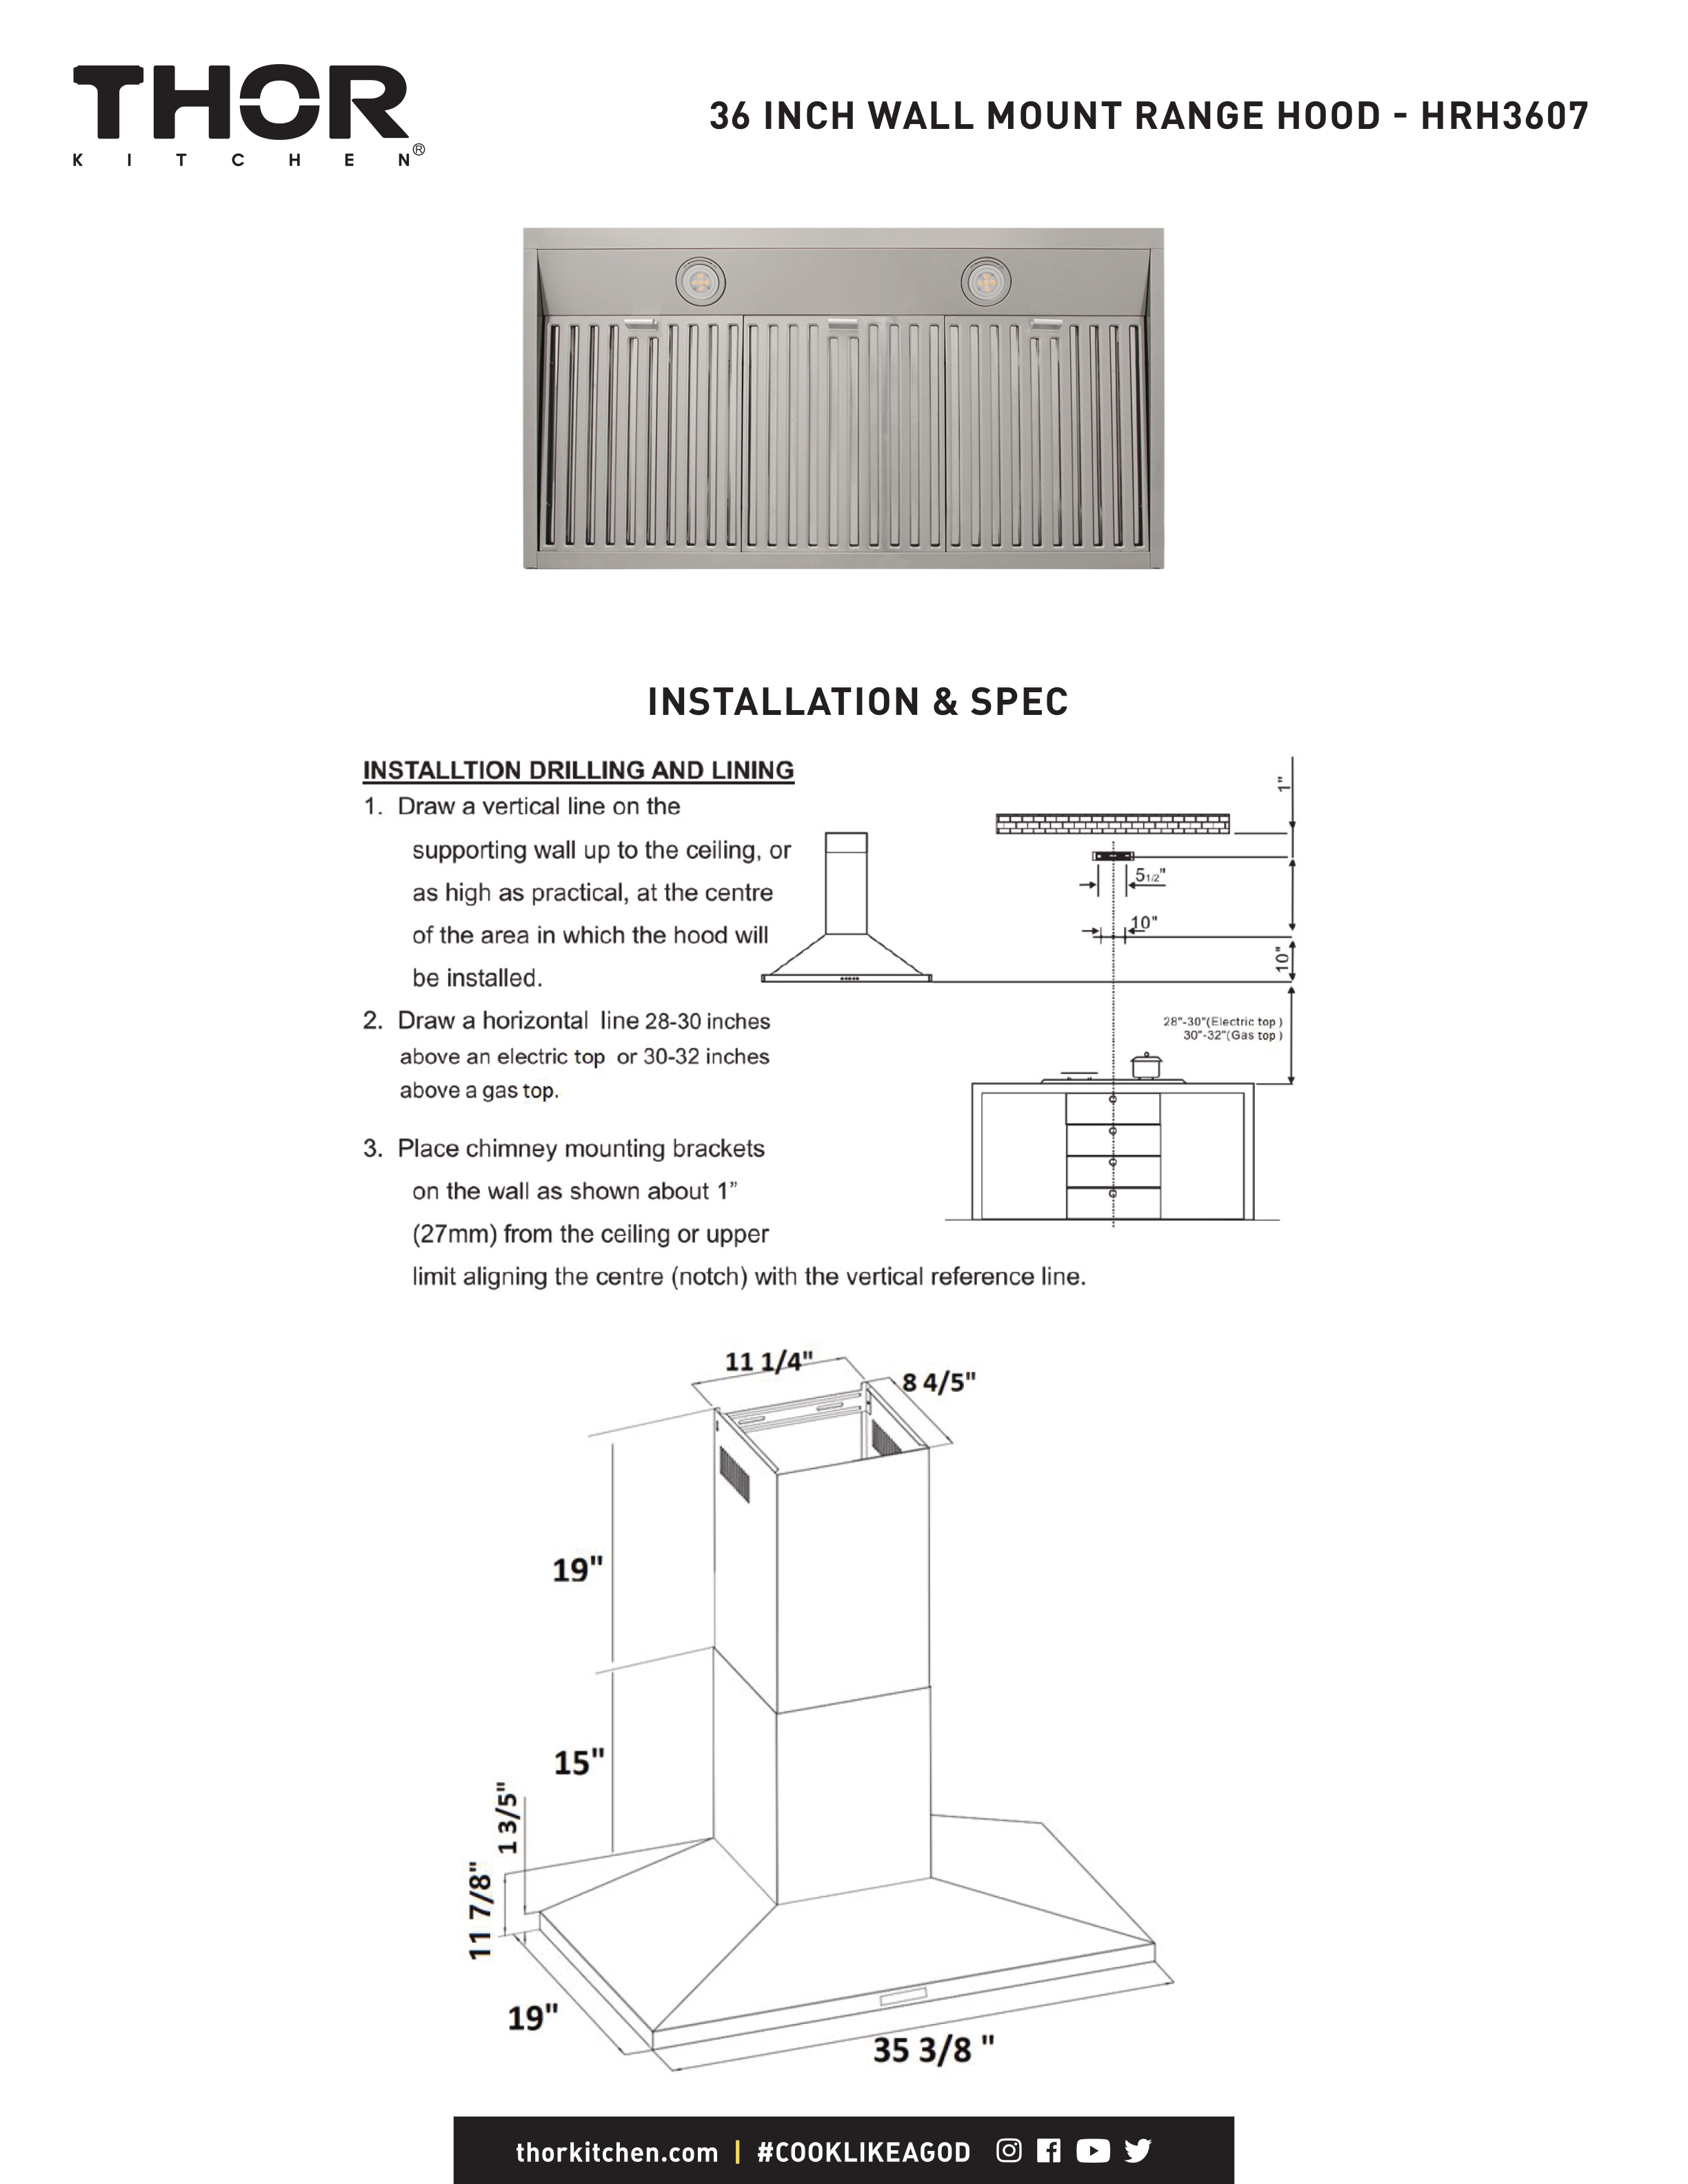 THOR
KITCHEN®
36 INCH WALL MOUNT RANGE HOOD - HRH3607
INSTALLATION & SPEC
INSTALLTION DRILLING AND LINING
1. Draw a vertical line on the
supporting wall up to the ceiling, or
as high as practical, at the centre
of the area in which the hood will
be installed.
2. Draw a horizontal line 28-30 inches
above an electric top or 30-32 inches
above a gas top.
3. Place chimney mounting brackets
on the wall as shown about 1”
(27mm) from the ceiling or upper
limit aligning the centre (notch) with the vertical reference line.
1"
5 1/2"
10"
10"
28"-30"(Electric top )
30"-32"(Gas top )
11 1/4"
8 4/5"
19"
15"
1 3/5"
11 7/8"
19"
35 3/8 "
thorkitchen.com | #COOKLIKEAGOD